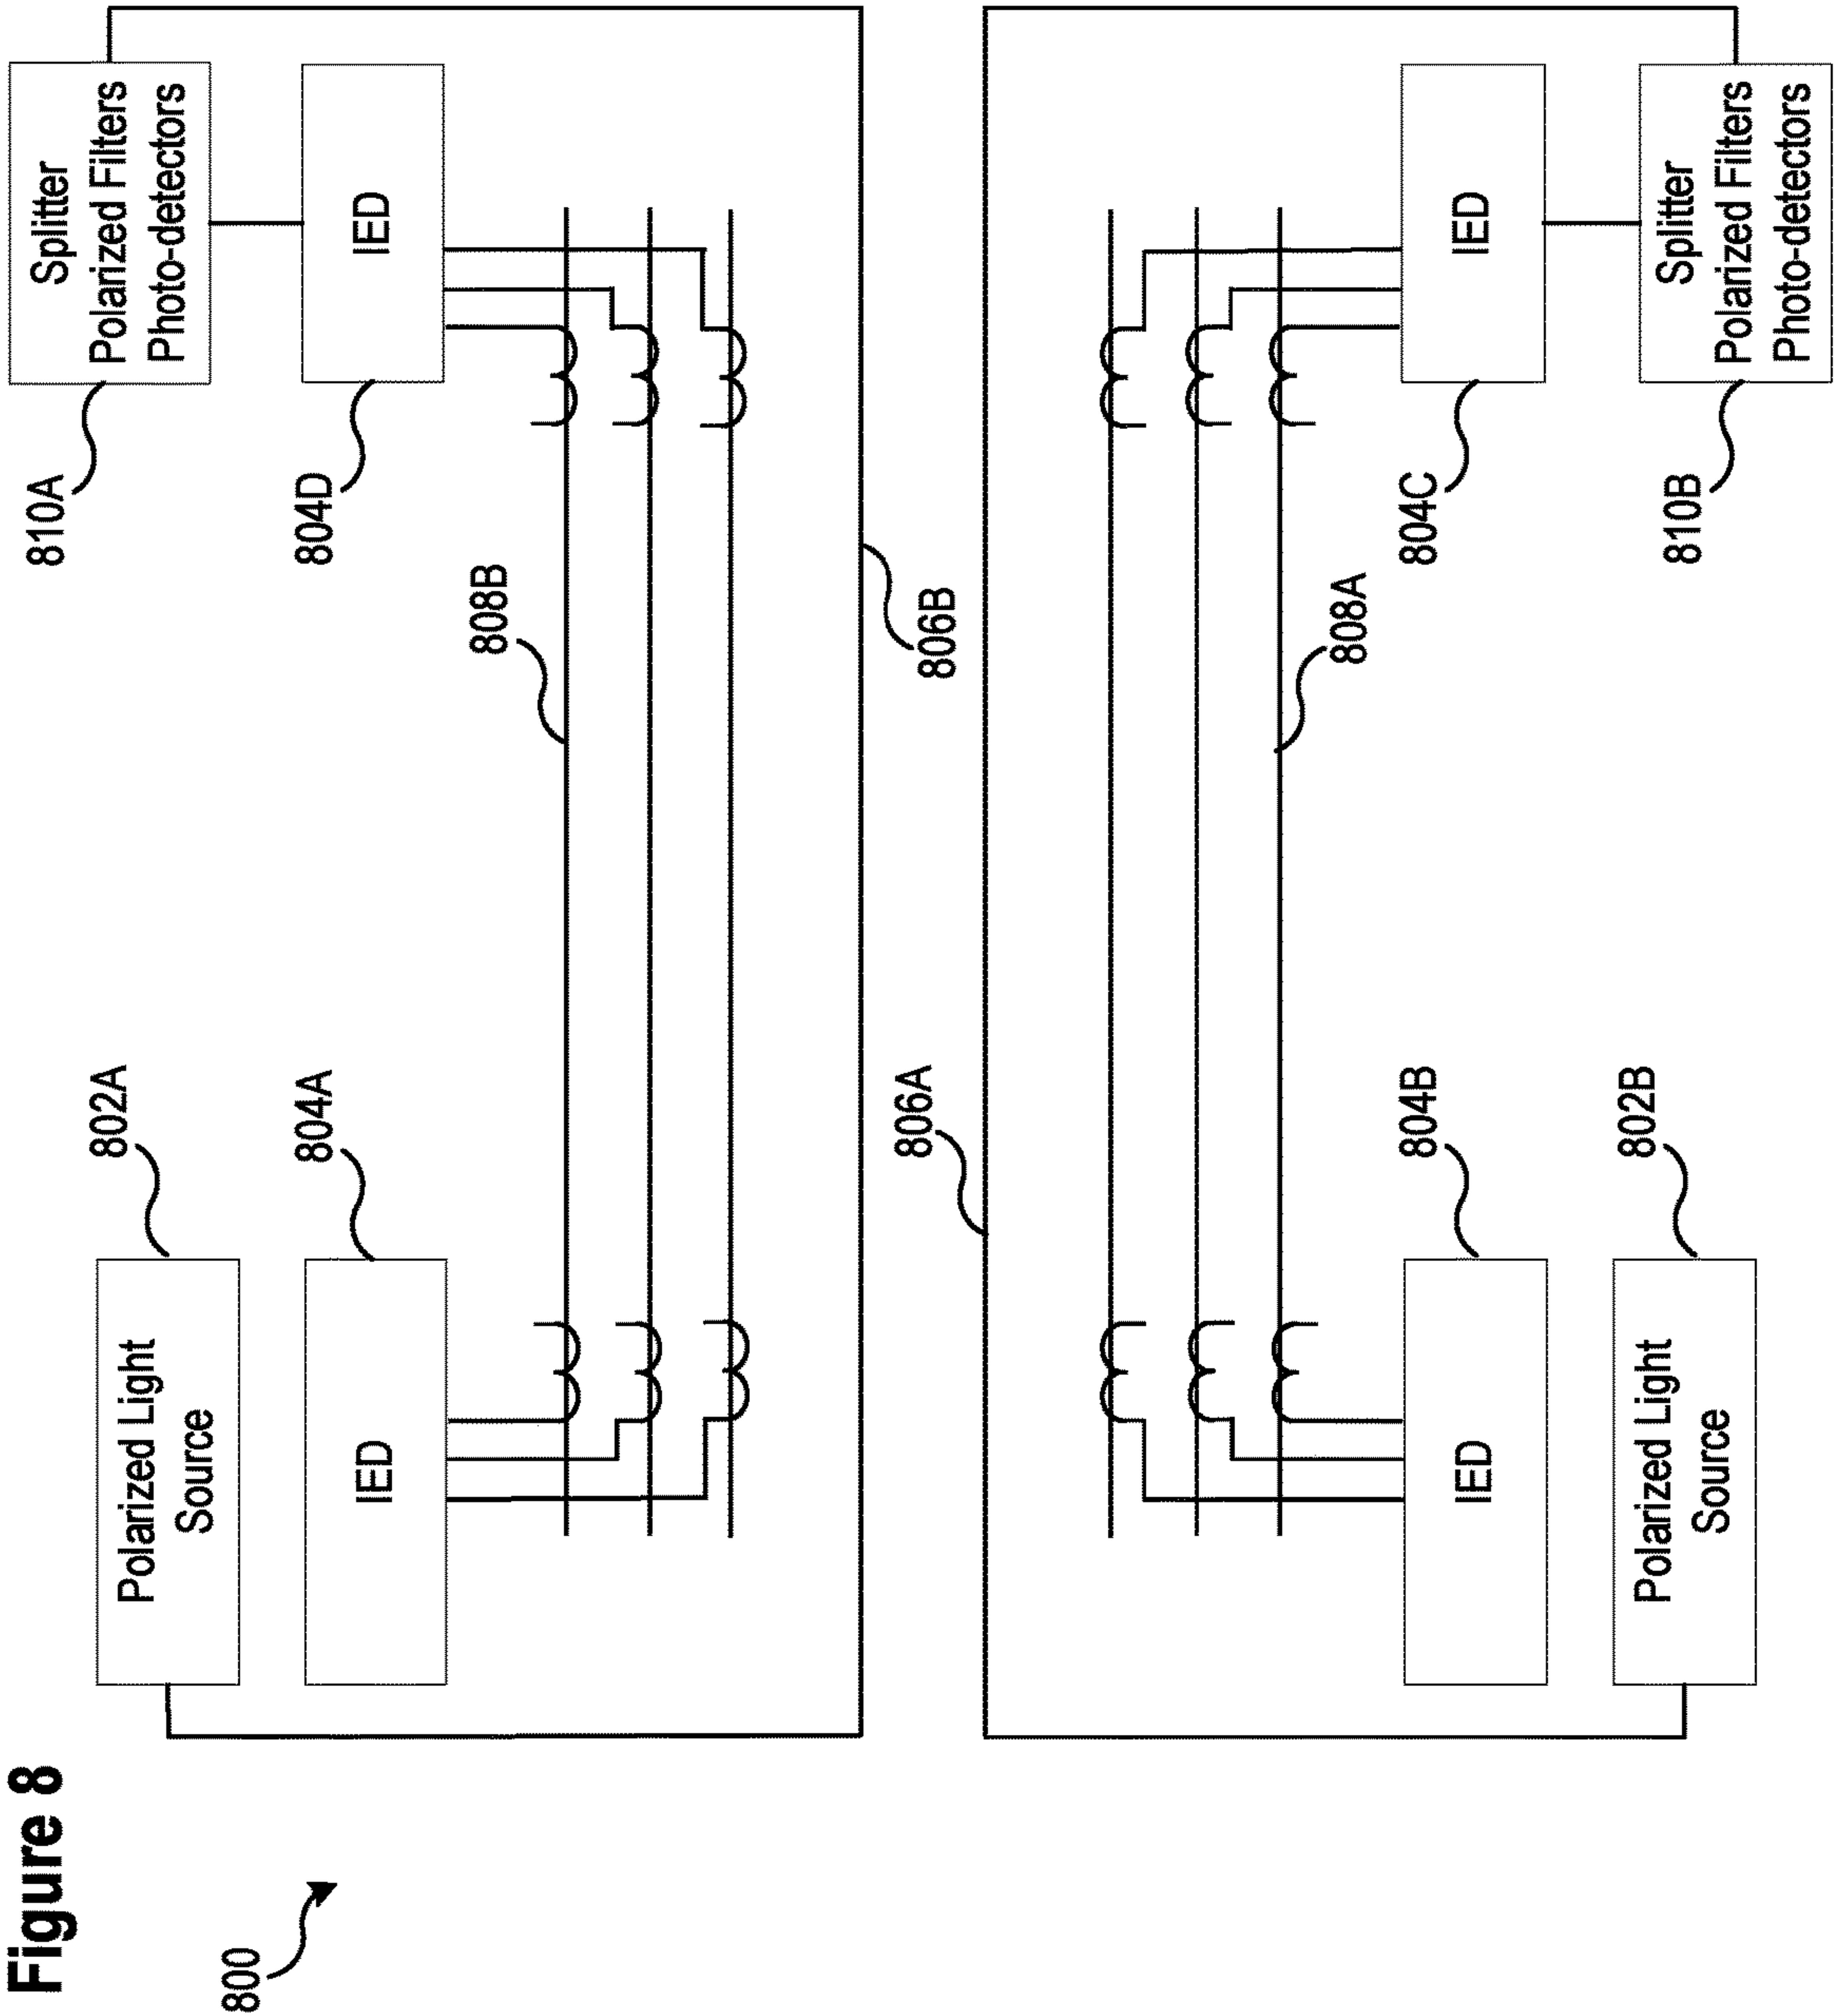 Figure 8
800
802A
Polarized Light
Source
804A
IED
808B
806B
810A
Splitter
Polarized Filters
Photo-detectors
804D
IED
806A
808A
804B
IED
802B
Polarized Light
Source
804C
IED
810B
Splitter
Polarized Filters
Photo-detectors